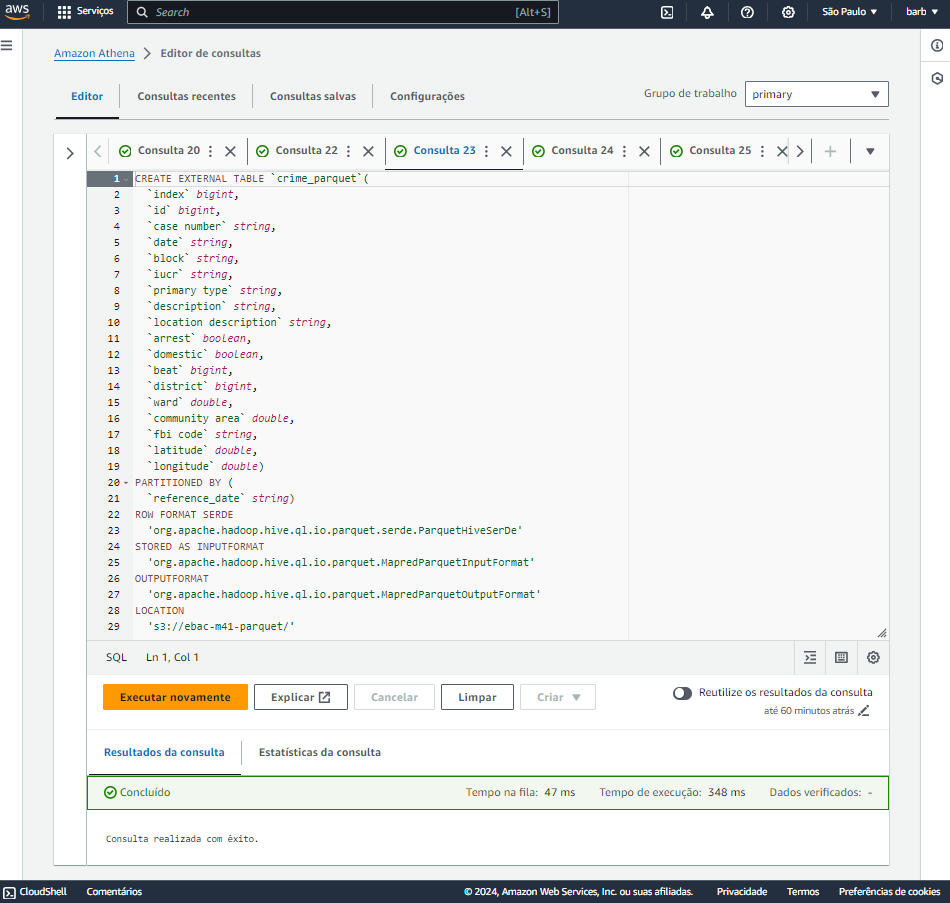 aws
Serviços
Search
[Alt+S]
São Paulo
barb
Amazon Athena
Editor de consultas
Editor
Consultas recentes
Consultas salvas
Configurações
Grupo de trabalho
primary
Consulta 20
Consulta 22
Consulta 23
Consulta 24
Consulta 25
1 CREATE EXTERNAL TABLE `crime_parquet`(
2 `index` bigint,
3 `id` bigint,
4 `case number` string,
5 `date` string,
6 `block` string,
7 `iucr` string,
8 `primary type` string,
9 `description` string,
10 `location description` string,
11 `arrest` boolean,
12 `domestic` boolean,
13 `beat` bigint,
14 `district` bigint,
15 `ward` double,
16 `community area` double,
17 `fbi code` string,
18 `latitude` double,
19 `longitude` double)
20 PARTITIONED BY (
21 `reference_date` string)
22 ROW FORMAT SERDE
23 'org.apache.hadoop.hive.ql.io.parquet.serde.ParquetHiveSerDe'
24 STORED AS INPUTFORMAT
25 'org.apache.hadoop.hive.ql.io.parquet.MapredParquetInputFormat'
26 OUTPUTFORMAT
27 'org.apache.hadoop.hive.ql.io.parquet.MapredParquetOutputFormat'
28 LOCATION
29 's3://ebac-m41-parquet/'
SQL Ln 1, Col 1
Executar novamente
Explicar
Cancelar
Limpar
Criar
Reutilize os resultados da consulta
até 60 minutos atrás
Resultados da consulta
Estatísticas da consulta
Concluído
Tempo na fila: 47 ms
Tempo de execução: 348 ms
Dados verificados: -
Consulta realizada com êxito.
CloudShell
Comentários
© 2024, Amazon Web Services, Inc. ou suas afiliadas.
Privacidade
Termos
Preferências de cookies